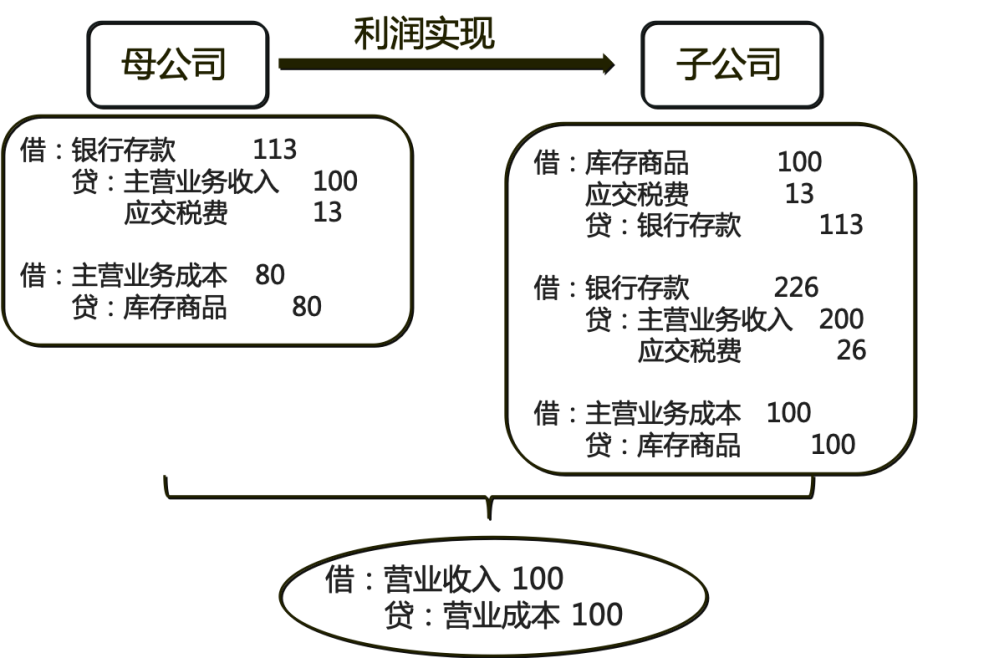 利润实现
母公司
子公司
借：银行存款 113
贷：主营业务收入 100
应交税费 13
借：主营业务成本 80
贷：库存商品 80
借：库存商品 100
应交税费 13
贷：银行存款 113
借：银行存款 226
贷：主营业务收入 200
应交税费 26
借：主营业务成本 100
贷：库存商品 100
借：营业收入 100
贷：营业成本 100